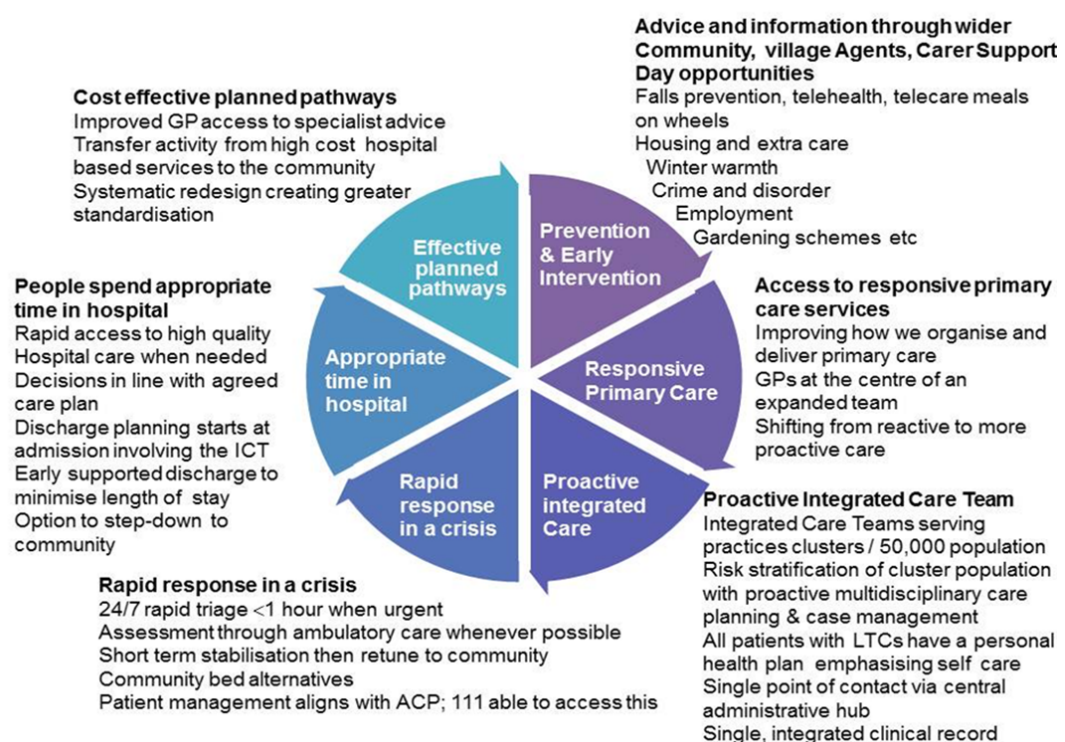 Advice and information through wider
Community, village Agents, Carer Support
Day opportunities
Falls prevention, telehealth, telecare meals
on wheels
Housing and extra care
Winter warmth
Crime and disorder
Employment
Gardening schemes etc
Cost effective planned pathways
Improved GP access to specialist advice
Transfer activity from high cost hospital
based services to the community
Systematic redesign creating greater
standardisation
Effective
planned
pathways
Prevention
& Early
Intervention
People spend appropriate
time in hospital
Rapid access to high quality
Hospital care when needed
Decisions in line with agreed
care plan
Discharge planning starts at
admission involving the ICT
Early supported discharge to
minimise length of stay
Option to step-down to
community
Appropriate
time in
hospital
Responsive
Primary Care
Access to responsive primary
care services
Improving how we organise and
deliver primary care
GPs at the centre of an
expanded team
Shifting from reactive to more
proactive care
Rapid
response
in a crisis
Proactive
integrated
Care
Proactive Integrated Care Team
Integrated Care Teams serving
practices clusters / 50,000 population
Risk stratification of cluster population
with proactive multidisciplinary care
planning & case management
All patients with LTCs have a personal
health plan emphasising self care
Single point of contact via central
administrative hub
Single, integrated clinical record
Rapid response in a crisis
24/7 rapid triage <1 hour when urgent
Assessment through ambulatory care whenever possible
Short term stabilisation then retune to community
Community bed alternatives
Patient management aligns with ACP; 111 able to access this